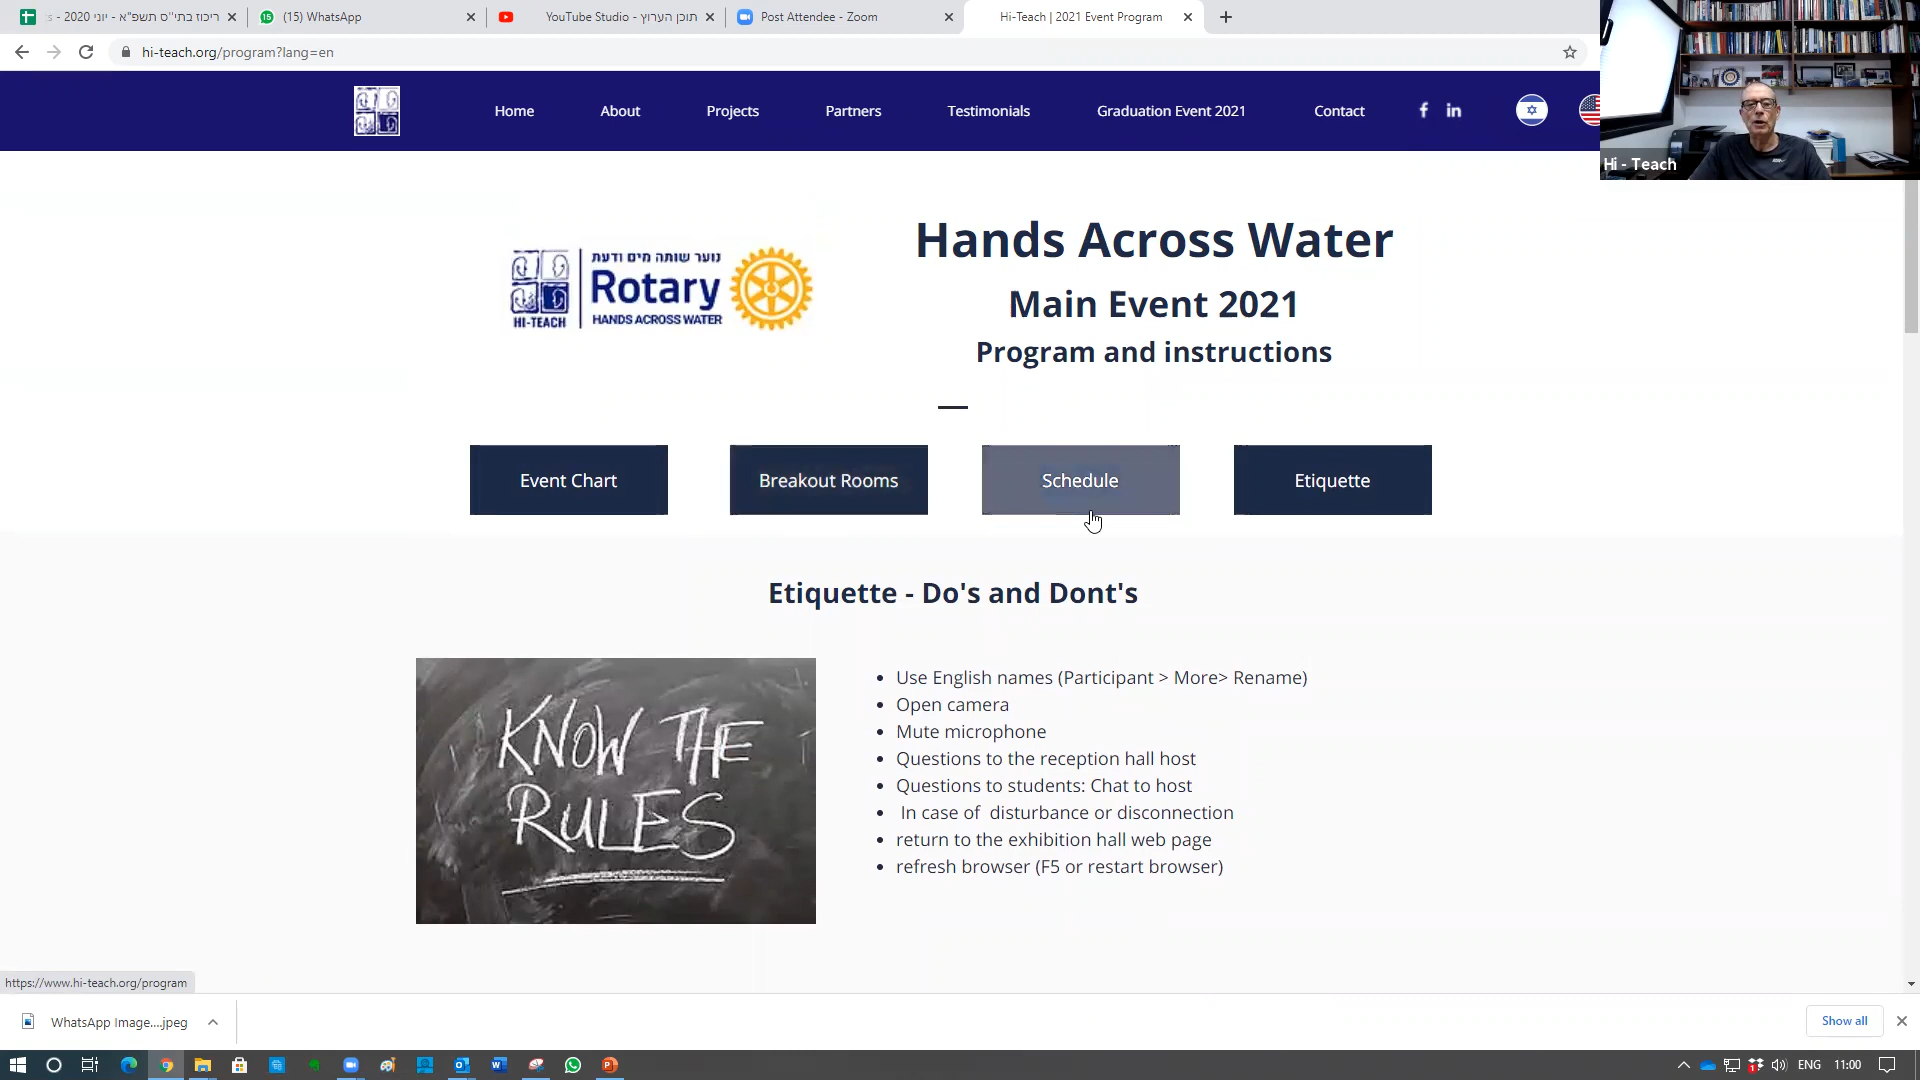 ריכוז בתי''ס תשפ"א - יוני 2020 -
(15) WhatsApp
YouTube Studio - תוכן הערוץ
Post Attendee - Zoom
Hi-Teach | 2021 Event Program
hi-teach.org/program?lang=en
Home
About
Projects
Partners
Testimonials
Graduation Event 2021
Contact
Hi - Teach
נוער שותה מים ודעת
Rotary
HI-TEACH
HANDS ACROSS WATER
Hands Across Water
Main Event 2021
Program and instructions
Event Chart
Breakout Rooms
Schedule
Etiquette
Etiquette - Do's and Dont's
KNOW THE
RULES
Use English names (Participant > More> Rename)
Open camera
Mute microphone
Questions to the reception hall host
Questions to students: Chat to host
In case of disturbance or disconnection
return to the exhibition hall web page
refresh browser (F5 or restart browser)
https://www.hi-teach.org/program
WhatsApp Image....jpeg
Show all
ENG
11:00